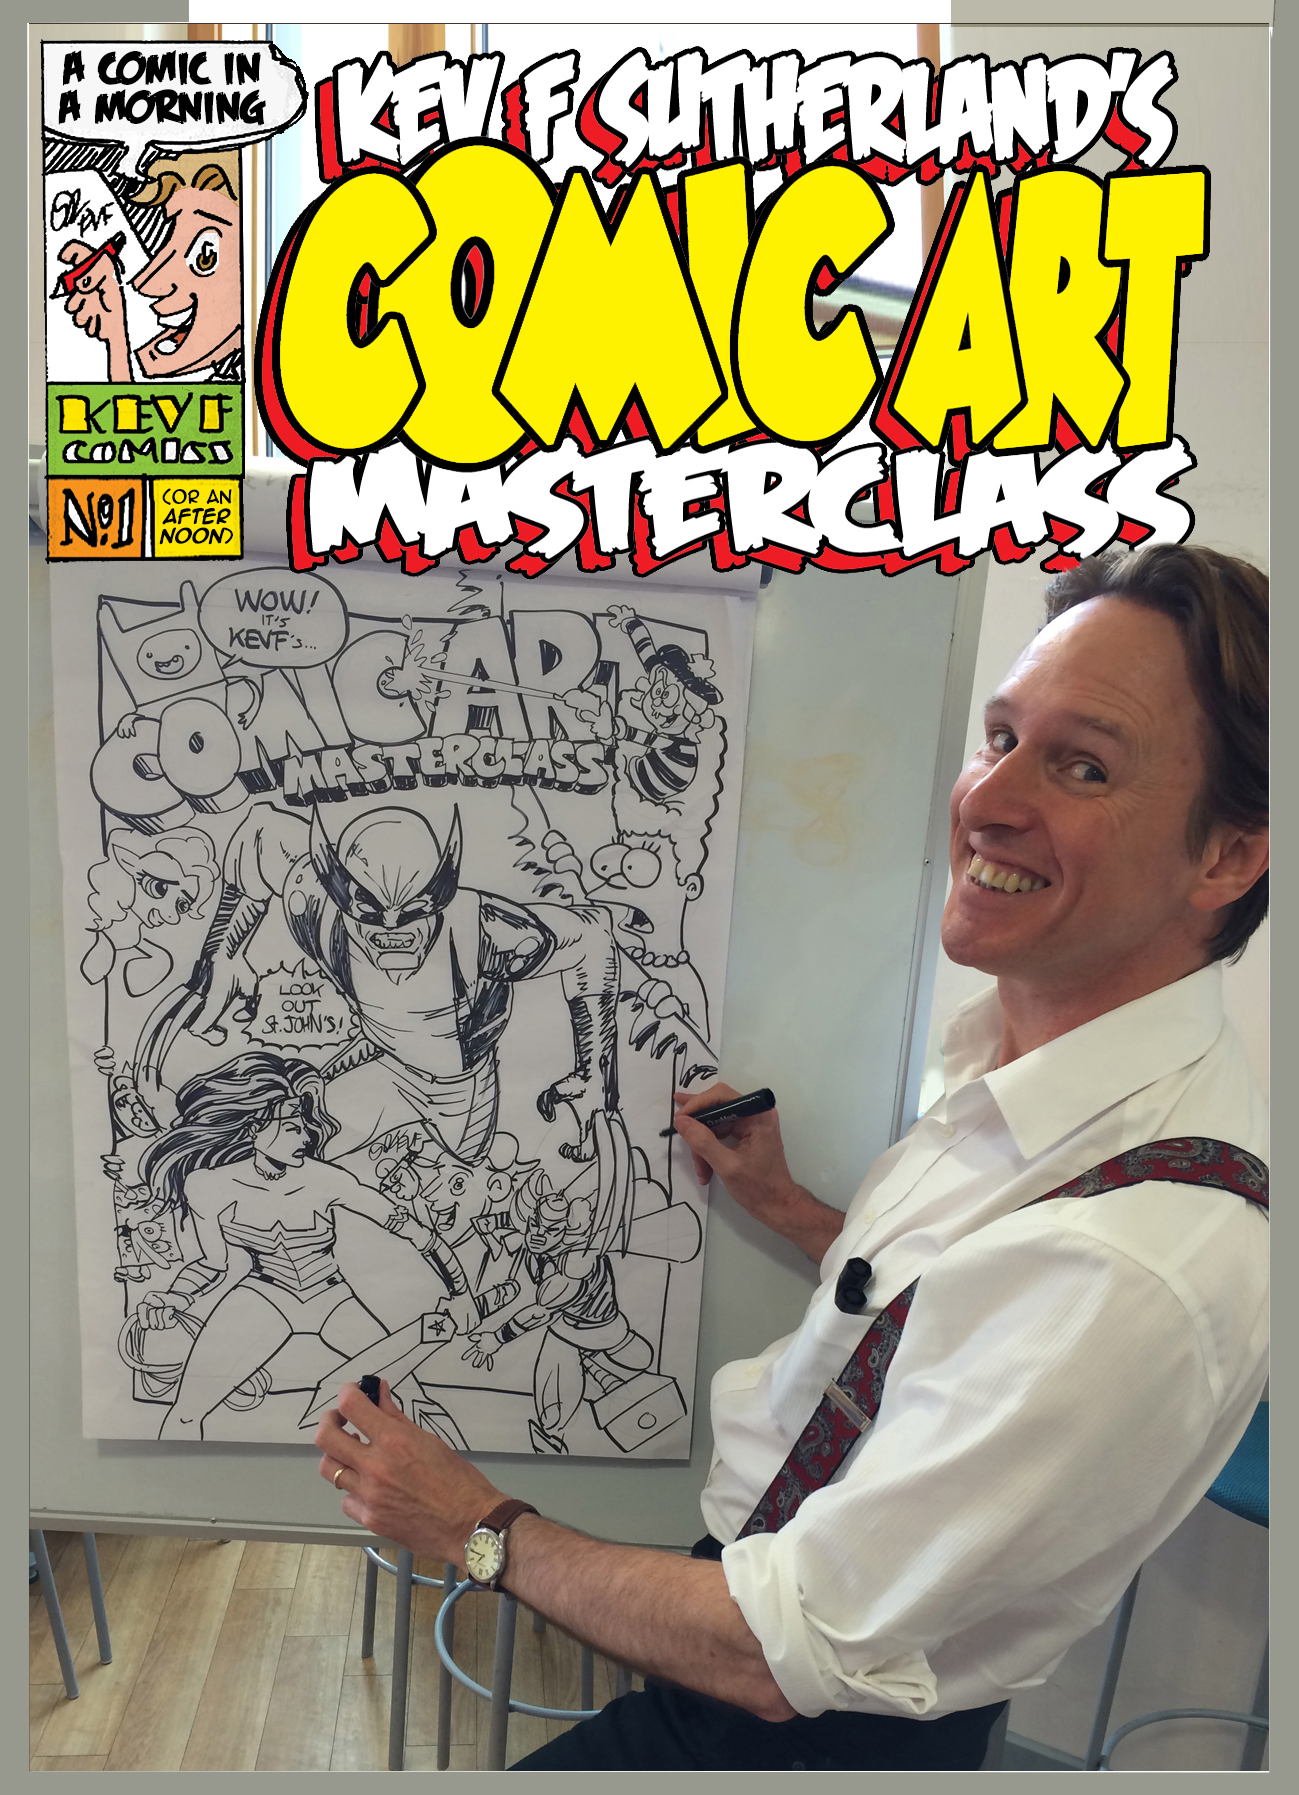 A COMIC IN
A MORNING
KEV F SUTHERLAND'S
COMIC ART
MASTERCLASS
KEV F
COMICS
Nº1
(OR AN
AFTER
NOON)
WOW!
IT'S
KEVF's...
COMIC ART
MASTERCLASS
LOOK
OUT
St. JOHN'S!